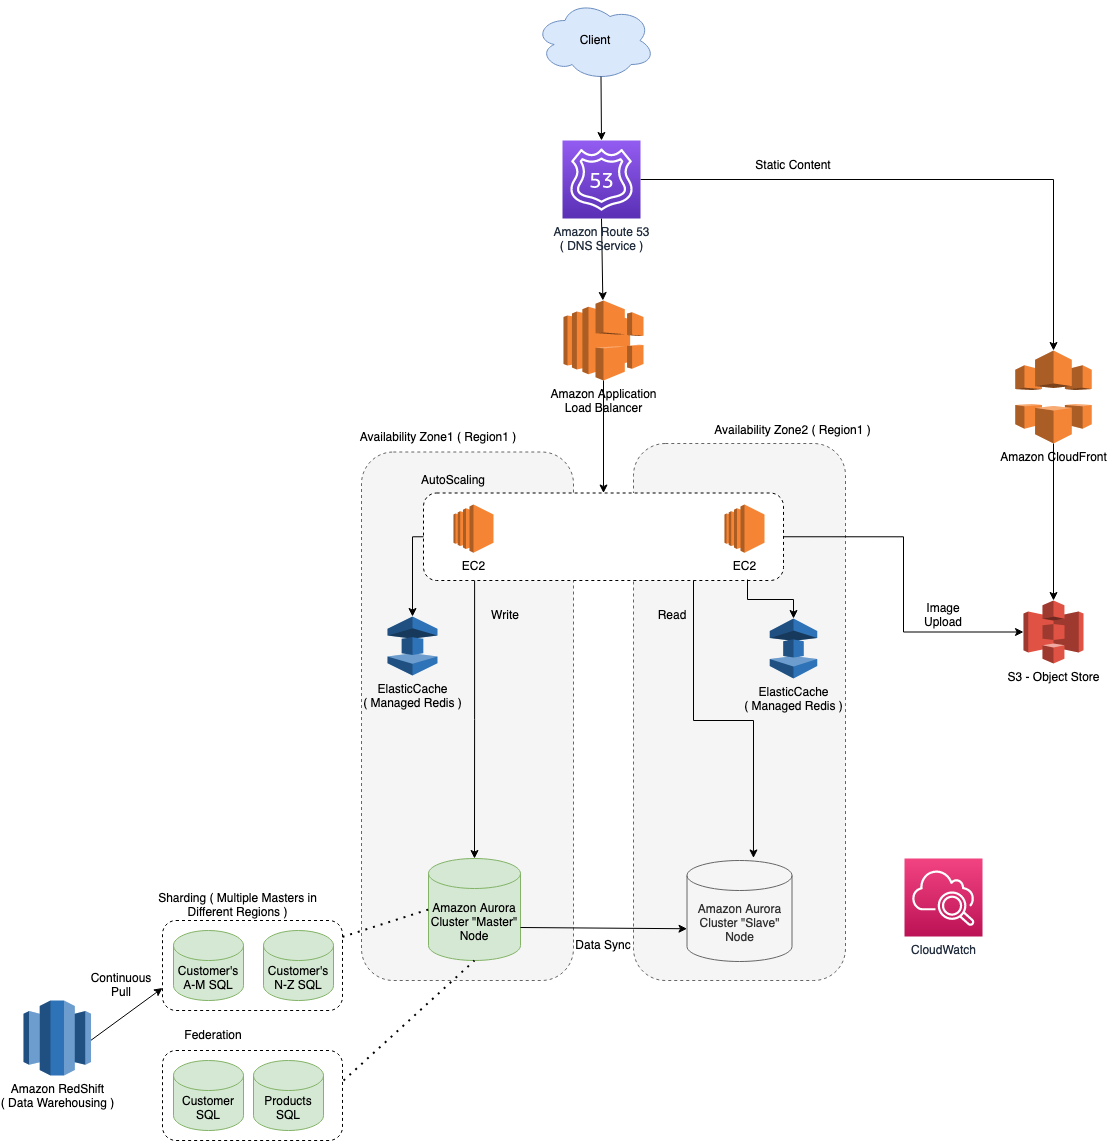 Client
53
Static Content
Amazon Route 53
( DNS Service )
Amazon Application
Load Balancer
Amazon CloudFront
Availability Zone1 ( Region1 )
Availability Zone2 ( Region1 )
AutoScaling
EC2
EC2
Write
Read
Image
Upload
S3 - Object Store
ElasticCache
( Managed Redis )
ElasticCache
( Managed Redis )
Amazon Aurora
Cluster "Master"
Node
Data Sync
Amazon Aurora
Cluster "Slave"
Node
CloudWatch
Sharding ( Multiple Masters in
Different Regions )
Customer's
A-M SQL
Customer's
N-Z SQL
Continuous
Pull
Amazon RedShift
( Data Warehousing )
Federation
Customer
SQL
Products
SQL